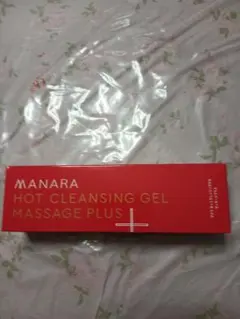 MANARA
HOT CLEANSING GEL
MASSAGE PLUS